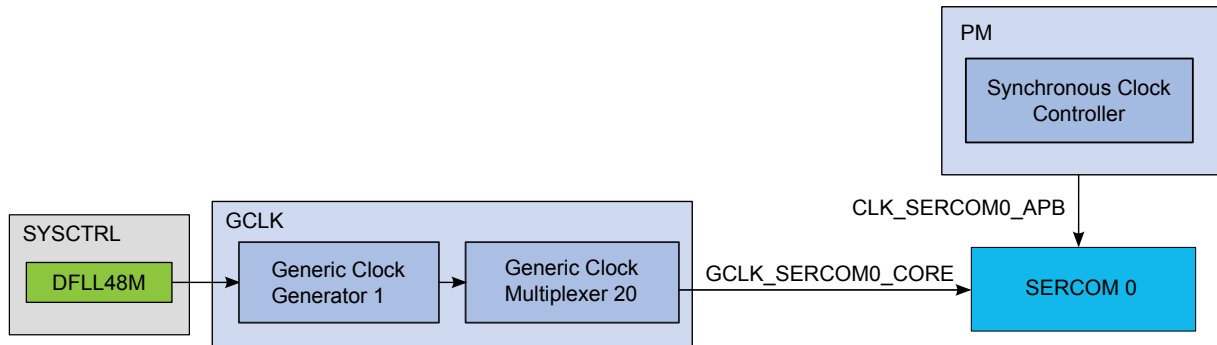 PM
Synchronous Clock
Controller
CLK_SERCOM0_APB
SYSCTRL
DFLL48M
GCLK
Generic Clock
Generator 1
Generic Clock
Multiplexer 20
GCLK_SERCOM0_CORE
SERCOM 0